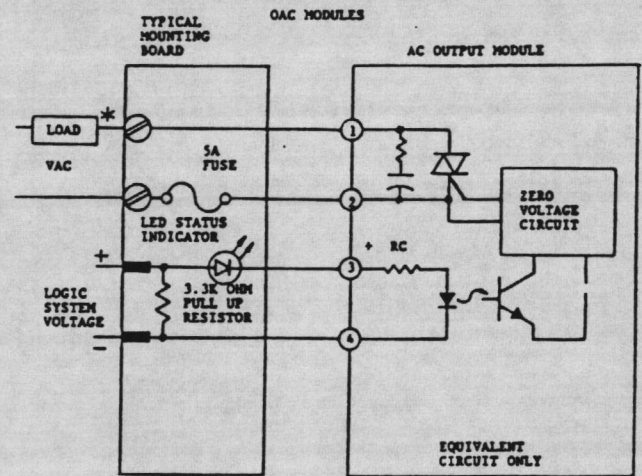 OAC MODULES
TYPICAL
MOUNTING
BOARD
AC OUTPUT MODULE
LOAD
*
1
5A
FUSE
VAC
2
ZERO
VOLTAGE
CIRCUIT
LED STATUS
INDICATOR
+
3
+ RC
LOGIC
SYSTEM
VOLTAGE
3.3K OHM
PULL UP
RESISTOR
−
4
EQUIVALENT
CIRCUIT ONLY